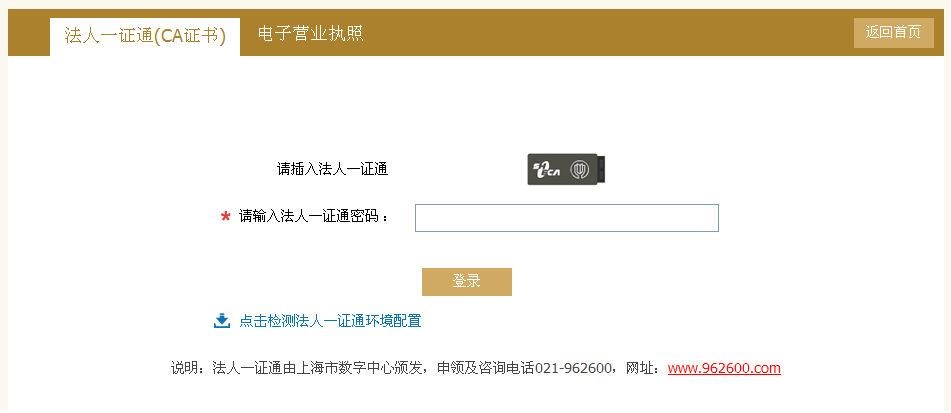 法人一证通(CA证书) 电子营业执照 返回首页
请插入法人一证通
* 请输入法人一证通密码：
登录
点击检测法人一证通环境配置
说明：法人一证通由上海市数字中心颁发，申领及咨询电话021-962600，网址：www.962600.com